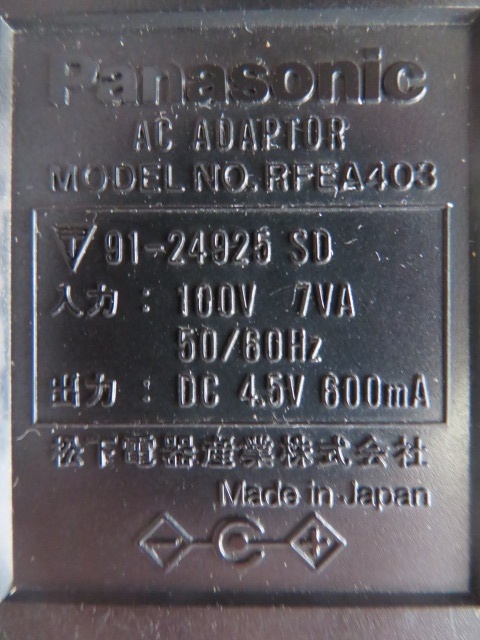 Panasonic
AC ADAPTOR
MODEL NO. RFEA403
T 91-24925 SD
入力 : 100V 7VA
50/60Hz
出力 : DC 4.5V 600mA
松下電器産業株式会社
Made in Japan
- C +